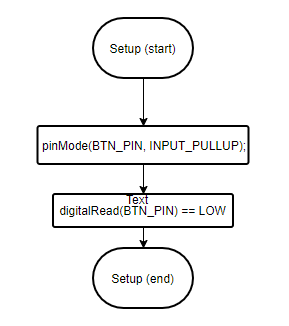 Setup (start)
pinMode(BTN_PIN, INPUT_PULLUP);
Text
digitalRead(BTN_PIN) == LOW
Setup (end)